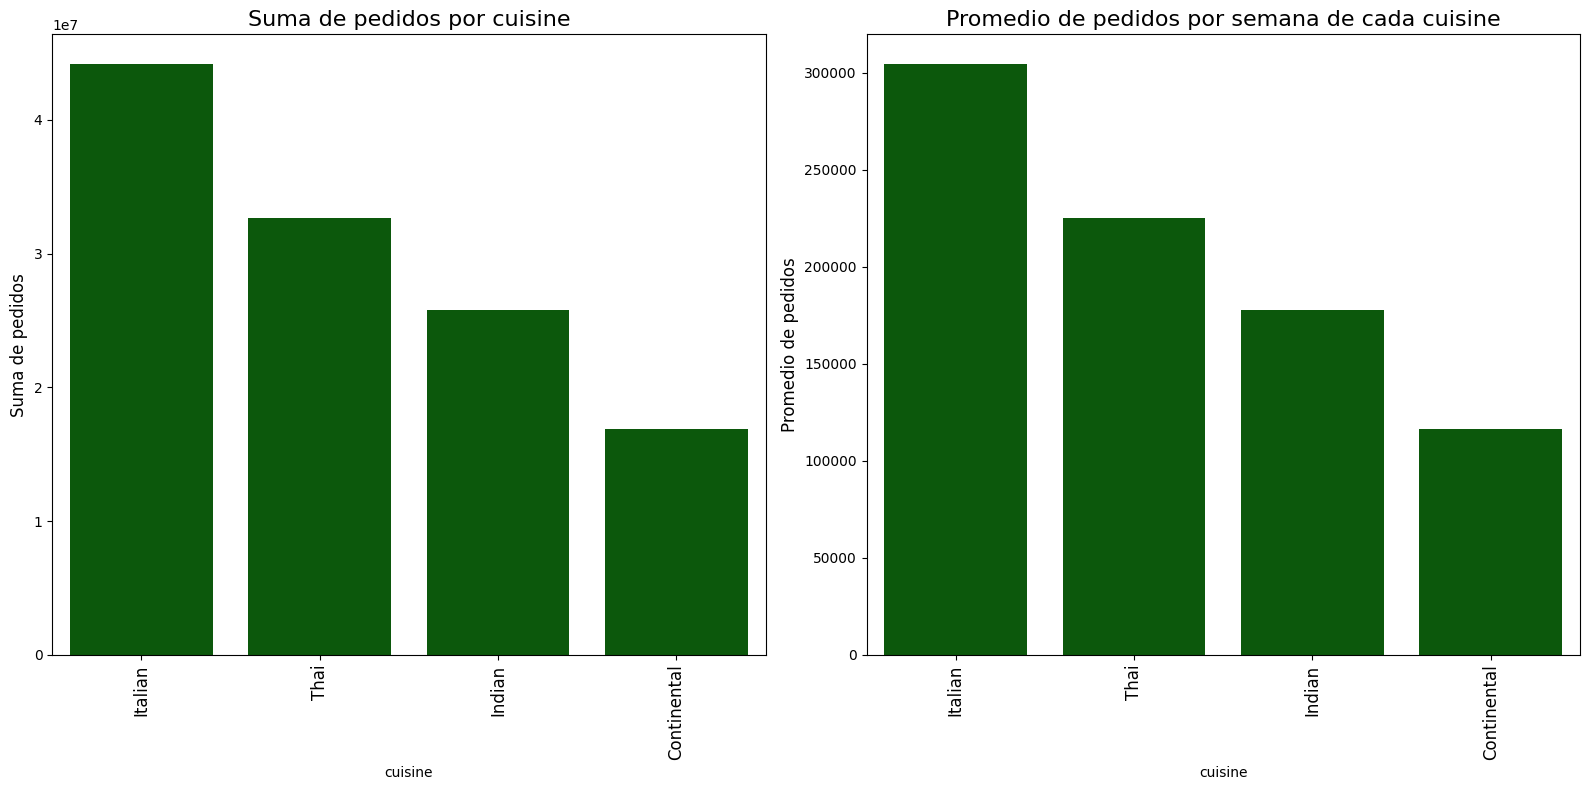 Suma de pedidos por cuisine
1e7
4
3
2
1
0
Suma de pedidos
Italian
Thai
Indian
Continental
cuisine
Promedio de pedidos por semana de cada cuisine
300000
250000
200000
150000
100000
50000
0
Promedio de pedidos
Italian
Thai
Indian
Continental
cuisine